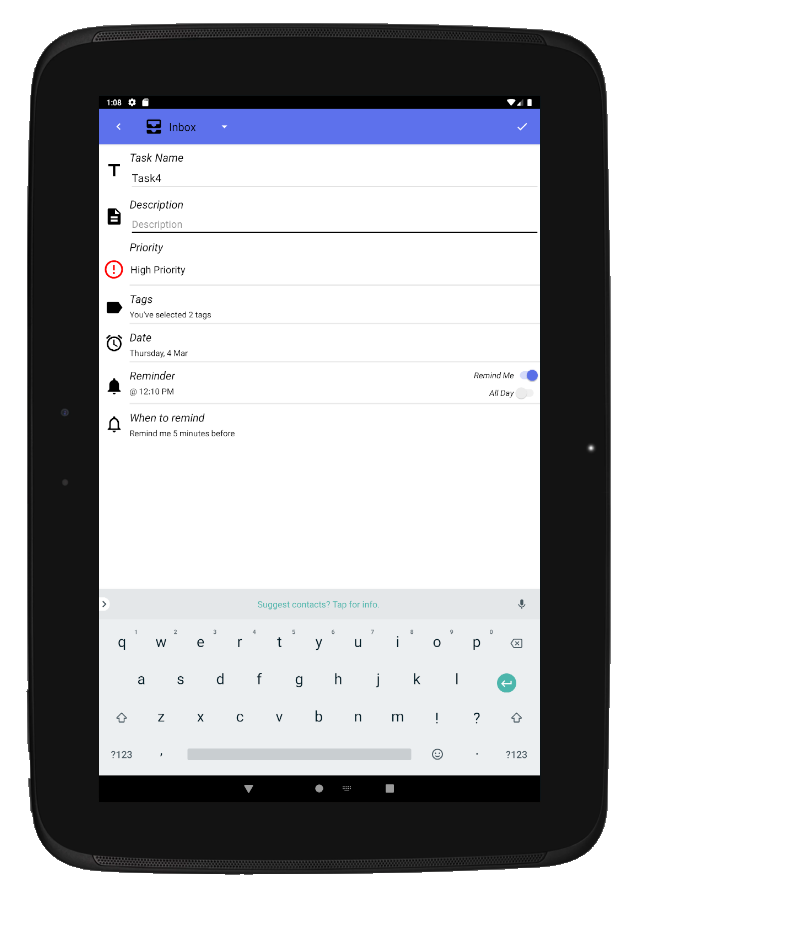 1:08
Inbox
Task Name
Task4
Description
Description
Priority
High Priority
Tags
You've selected 2 tags
Date
Thursday, 4 Mar
Reminder
Remind Me
@ 12:10 PM
All Day
When to remind
Remind me 5 minutes before
Suggest contacts? Tap for info.
q 1 w 2 e 3 r 4 t 5 y 6 u 7 i 8 o 9 p 0
a s d f g h j k l
z x c v b n m ! ?
?123 , . ?123